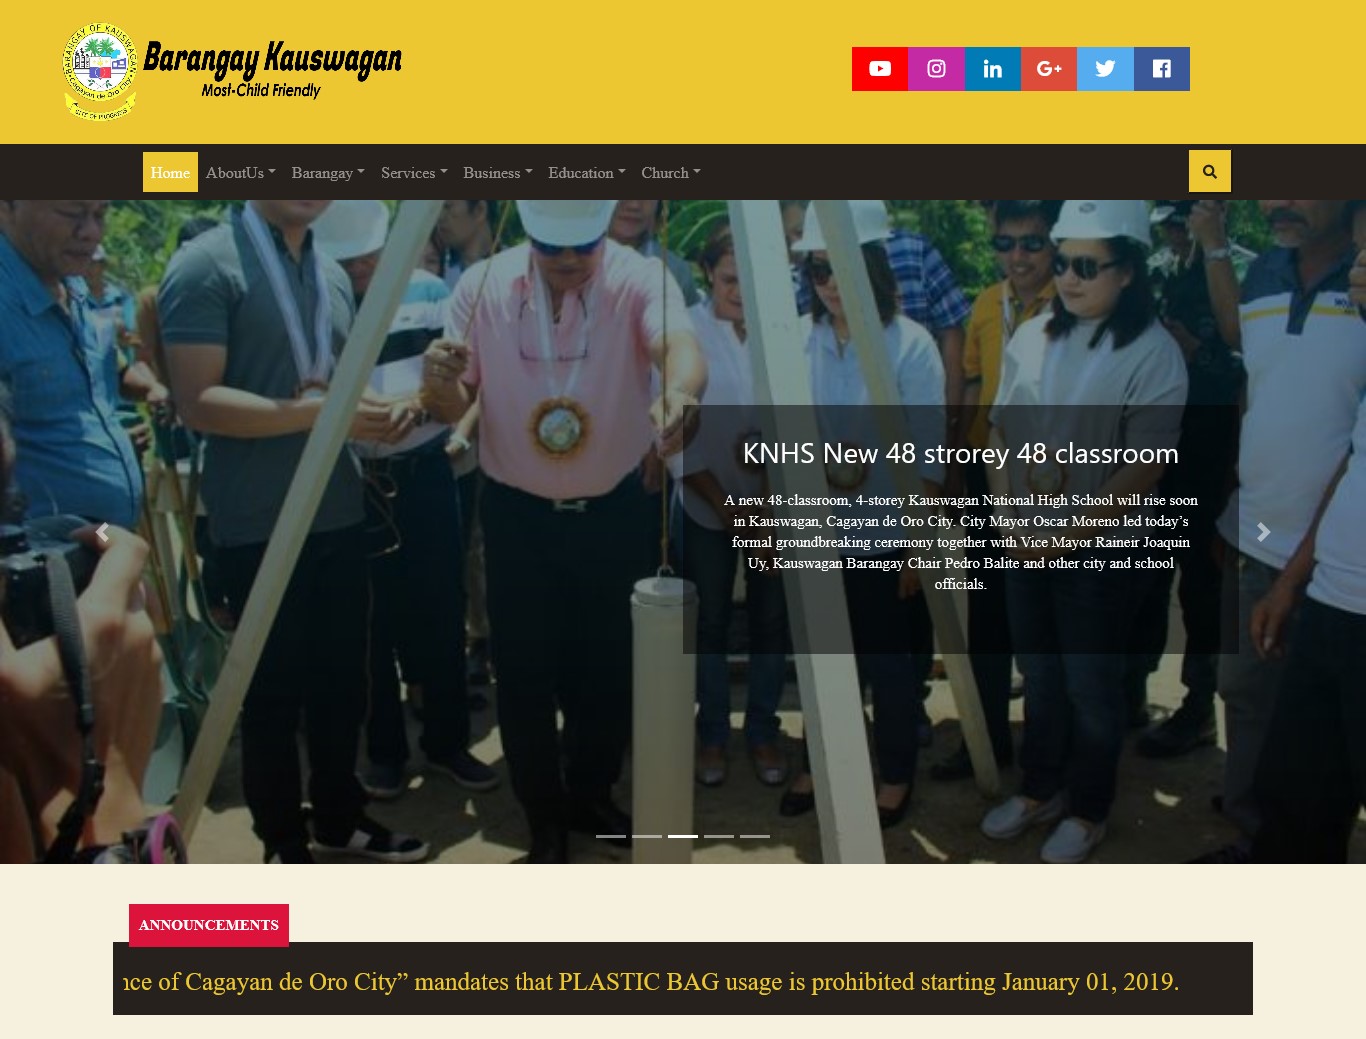 BARANGAY OF KAUSWAGAN
Cagayan de Oro City
CITY OF PROGRESS
Barangay Kauswagan
Most-Child Friendly
Home AboutUs Barangay Services Business Education Church
KNHS New 48 strorey 48 classroom
A new 48-classroom, 4-storey Kauswagan National High School will rise soon
in Kauswagan, Cagayan de Oro City. City Mayor Oscar Moreno led today’s
formal groundbreaking ceremony together with Vice Mayor Raineir Joaquin
Uy, Kauswagan Barangay Chair Pedro Balite and other city and school
officials.
ANNOUNCEMENTS
nce of Cagayan de Oro City” mandates that PLASTIC BAG usage is prohibited starting January 01, 2019.